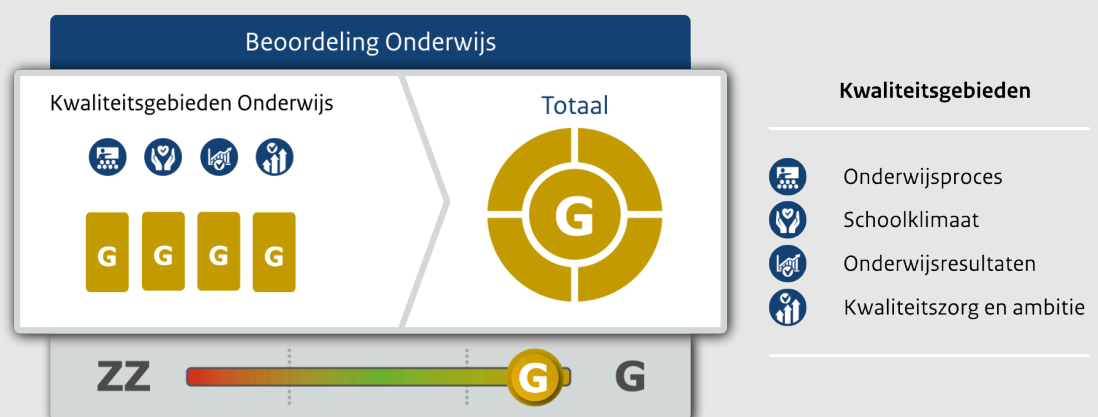 Beoordeling Onderwijs
Kwaliteitsgebieden Onderwijs
G G G G
Totaal
G
ZZ G G
Kwaliteitsgebieden
Onderwijsproces
Schoolklimaat
Onderwijsresultaten
Kwaliteitszorg en ambitie